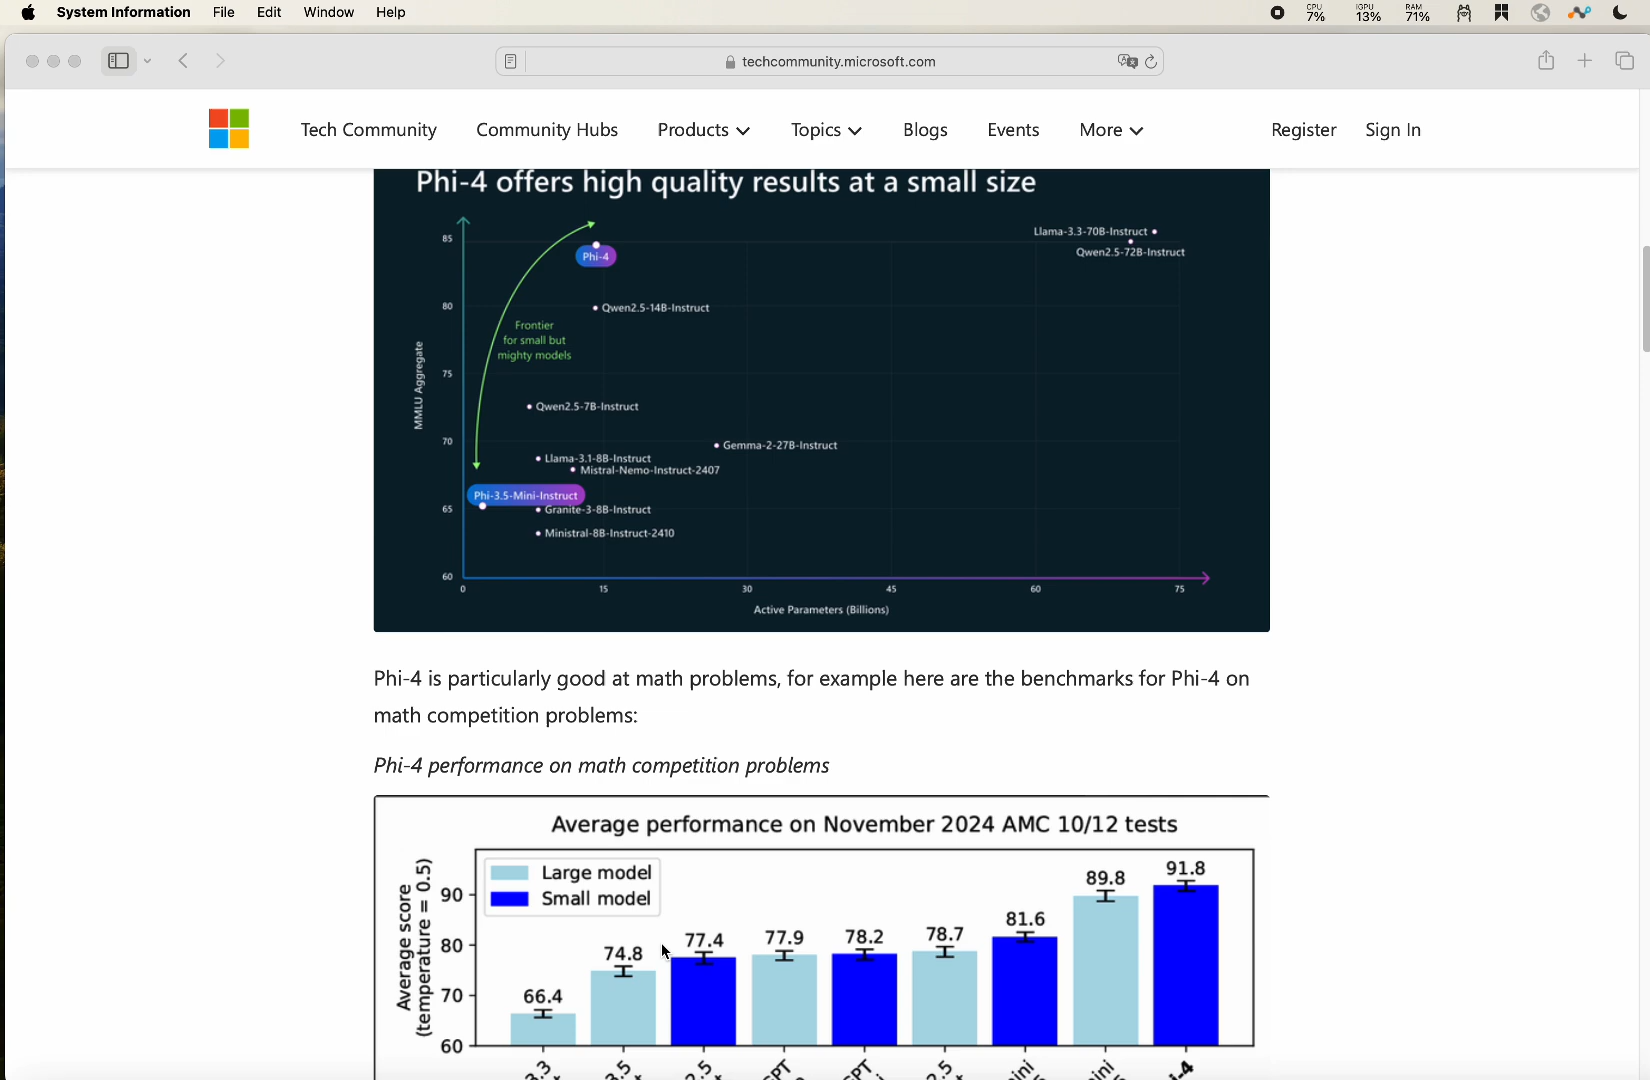 System Information File Edit Window Help
CPU IGPU RAM
7% 13% 71%
techcommunity.microsoft.com
Tech Community Community Hubs Products Topics Blogs Events More Register Sign In
Phi-4 offers high quality results at a small size
85
80
75
70
65
60
MMLU Aggregate
Llama-3.3-70B-Instruct
Qwen2.5-72B-Instruct
Phi-4
Qwen2.5-14B-Instruct
Frontier
for small but
mighty models
Qwen2.5-7B-Instruct
Gemma-2-27B-Instruct
Llama-3.1-8B-Instruct
Mistral-Nemo-Instruct-2407
Phi-3.5-Mini-Instruct
Granite-3-8B-Instruct
Ministral-8B-Instruct-2410
0 15 30 45 60 75
Active Parameters (Billions)
Phi-4 is particularly good at math problems, for example here are the benchmarks for Phi-4 on
math competition problems:
Phi-4 performance on math competition problems
Average performance on November 2024 AMC 10/12 tests
Average score
(temperature = 0.5)
90
80
70
60
Large model
Small model
66.4 74.8 77.4 77.9 78.2 78.7 81.6 89.8 91.8